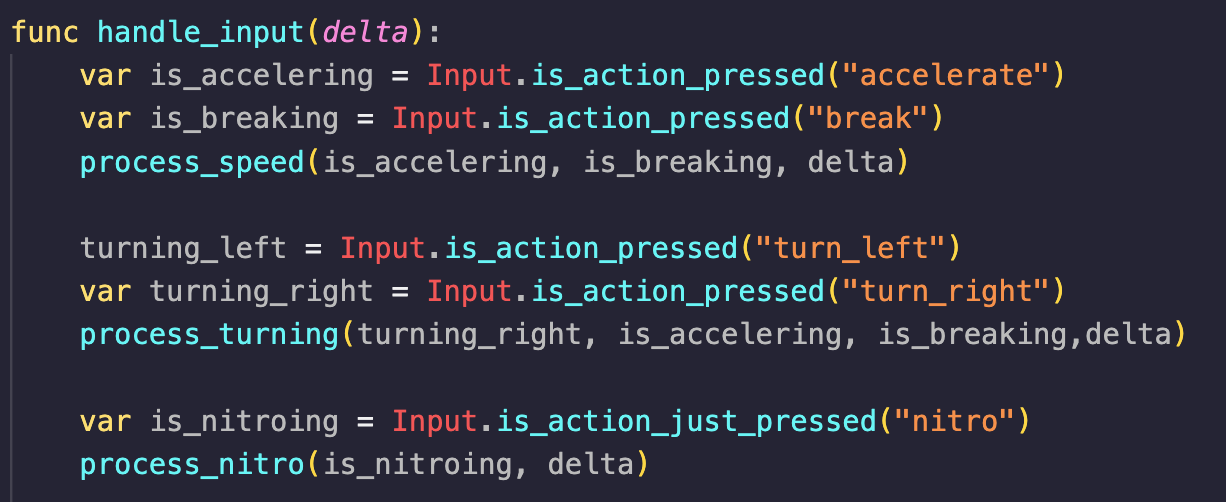 func handle_input(delta):
var is_accelering = Input.is_action_pressed("accelerate")
var is_breaking = Input.is_action_pressed("break")
process_speed(is_accelering, is_breaking, delta)
turning_left = Input.is_action_pressed("turn_left")
var turning_right = Input.is_action_pressed("turn_right")
process_turning(turning_right, is_accelering, is_breaking,delta)
var is_nitroing = Input.is_action_just_pressed("nitro")
process_nitro(is_nitroing, delta)